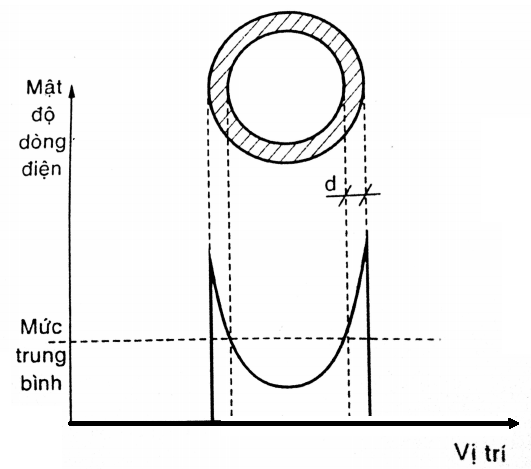 Mật
độ
dòng
điện
d
Mức
trung
bình
Vị trí